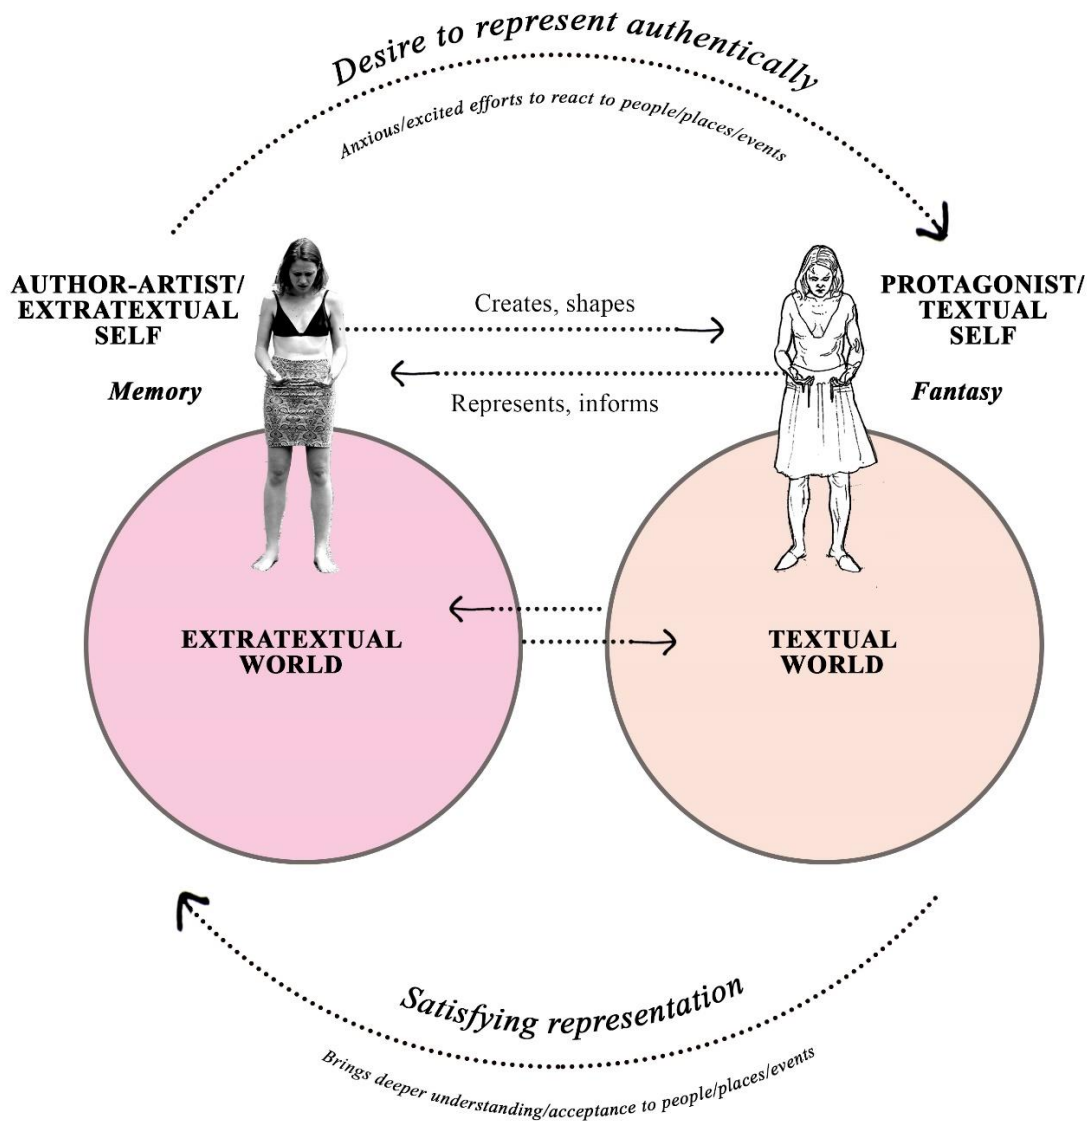 Desire to represent authentically
Anxious/excited efforts to react to people/places/events
AUTHOR-ARTIST/
EXTRATEXTUAL
SELF
Memory
Creates, shapes
Represents, informs
PROTAGONIST/
TEXTUAL
SELF
Fantasy
EXTRATEXTUAL
WORLD
TEXTUAL
WORLD
Satisfying representation
Brings deeper understanding/acceptance to people/places/events